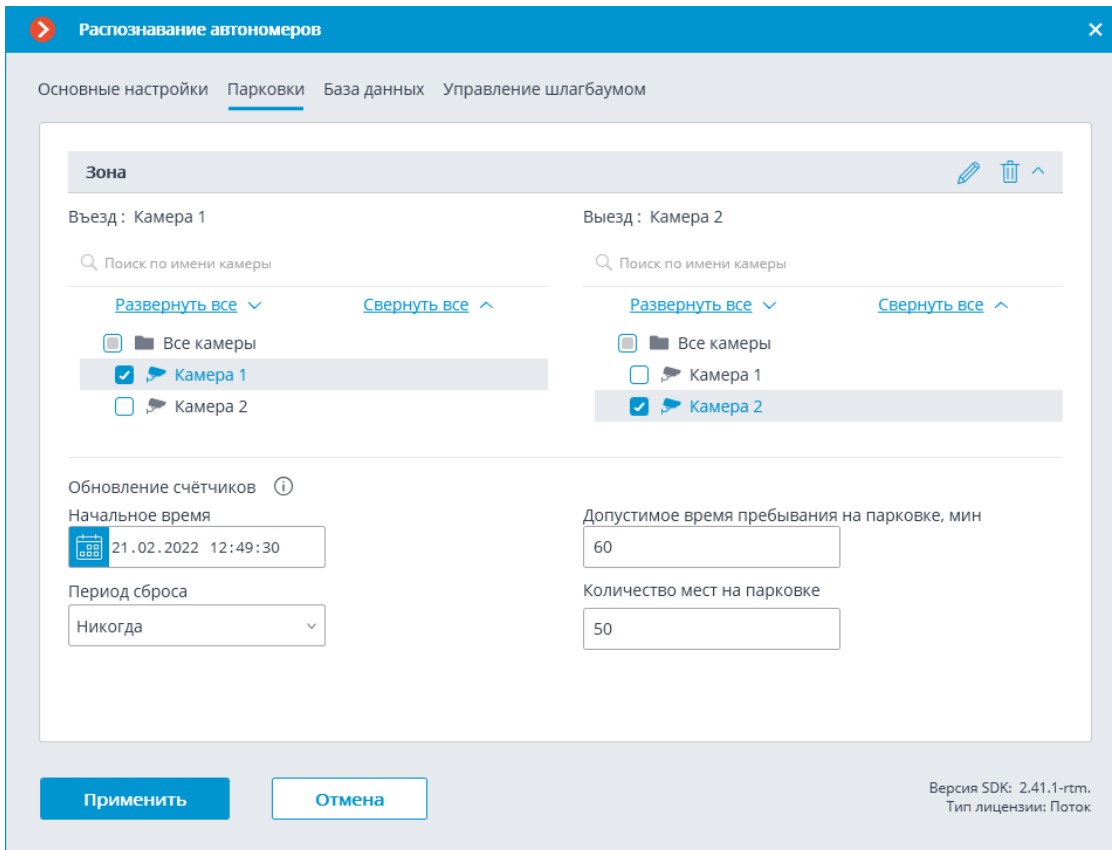 Распознавание автономеров
Основные настройки Парковки База данных Управление шлагбаумом
Зона
Въезд : Камера 1
Поиск по имени камеры
Развернуть все Свернуть все
Все камеры
Камера 1
Камера 2
Выезд : Камера 2
Поиск по имени камеры
Развернуть все Свернуть все
Все камеры
Камера 1
Камера 2
Обновление счётчиков
Начальное время
21.02.2022 12:49:30
Период сброса
Никогда
Допустимое время пребывания на парковке, мин
60
Количество мест на парковке
50
Применить Отмена
Версия SDK: 2.41.1-rtm.
Тип лицензии: Поток